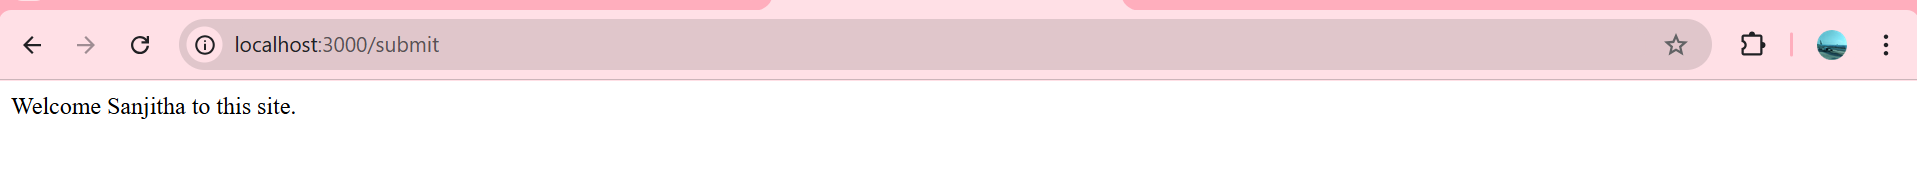 localhost:3000/submit
Welcome Sanjitha to this site.